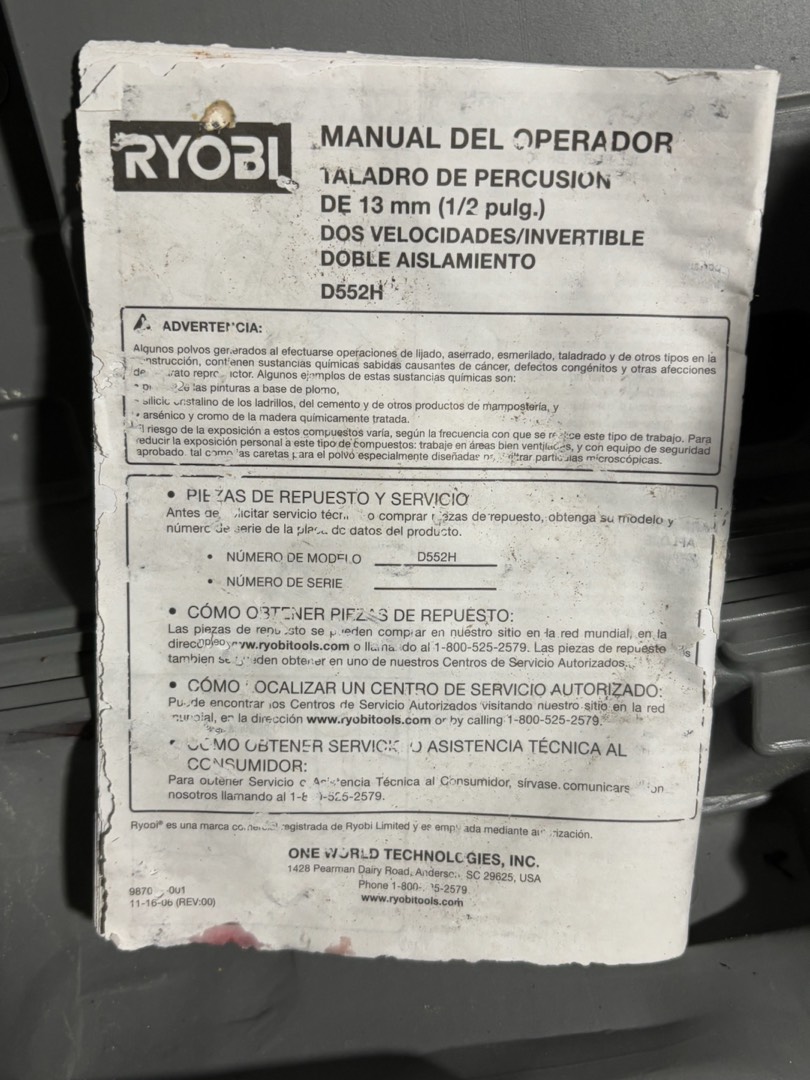 RYOBI
MANUAL DEL OPERADOR
TALADRO DE PERCUSION
DE 13 mm (1/2 pulg.)
DOS VELOCIDADES/INVERTIBLE
DOBLE AISLAMIENTO
D552H
ADVERTENCIA:
Algunos polvos generados al efectuarse operaciones de lijado, aserrado, esmerilado, taladrado y de otros tipos en la
construcción, contienen sustancias químicas sabidas causantes de cáncer, defectos congénitos y otras afecciones
de Algunos ejemplos de estas sustancias químicas son:
• las pinturas a base de plomo,
• silicio cristalino de los ladrillos, del cemento y de otros productos de mampostería, y
• arsénico y cromo de la madera químicamente tratada.
El riesgo de la exposición a estos compuestos varía, según la frecuencia con que se este tipo de trabajo. Para
reducir la exposición personal a este tipo de compuestos: trabaje en áreas bien ventiladas, y con equipo de seguridad
aprobado. tal como las caretas para el polvo especialmente diseñadas filtrar partículas microscópicas.
• PIEZAS DE REPUESTO Y SERVICIO
Antes de solicitar servicio o comprar piezas de repuesto, obtenga su modelo y
número de serie de la placa de datos del producto.
• NÚMERO DE MODELO D552H
• NÚMERO DE SERIE
• CÓMO OBTENER PIEZAS DE REPUESTO:
Las piezas de repuesto se pueden comprar en nuestro sitio en la red mundial, en la
www.ryobitools.com o llamando al 1-800-525-2579. Las piezas de repuesto
tambien se pueden obtener en uno de nuestros Centros de Servicio Autorizados.
• CÓMO LOCALIZAR UN CENTRO DE SERVICIO AUTORIZADO:
Puede encontrar los Centros de Servicio Autorizados visitando nuestro sitio en la red
mundial, en la dirección www.ryobitools.com or by calling 1-800-525-2579.
• CÓMO OBTENER SERVICIO O ASISTENCIA TÉCNICA AL
CONSUMIDOR:
Para obtener Servicio o Asistencia Técnica al Consumidor, sírvase comunicarse con
nosotros llamando al 1-800-525-2579.
Ryobi® es una marca comercial registrada de Ryobi Limited y es empleada mediante autorización.
ONE WORLD TECHNOLOGIES, INC.
1428 Pearman Dairy Road, Anderson, SC 29625, USA
Phone 1-800-525-2579
www.ryobitools.com
11-16-06 (REV:00)